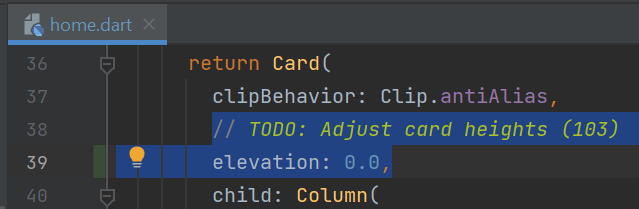 home.dart
36 return Card(
37 clipBehavior: Clip.antiAlias,
38 // TODO: Adjust card heights (103)
39 elevation: 0.0,
40 child: Column(